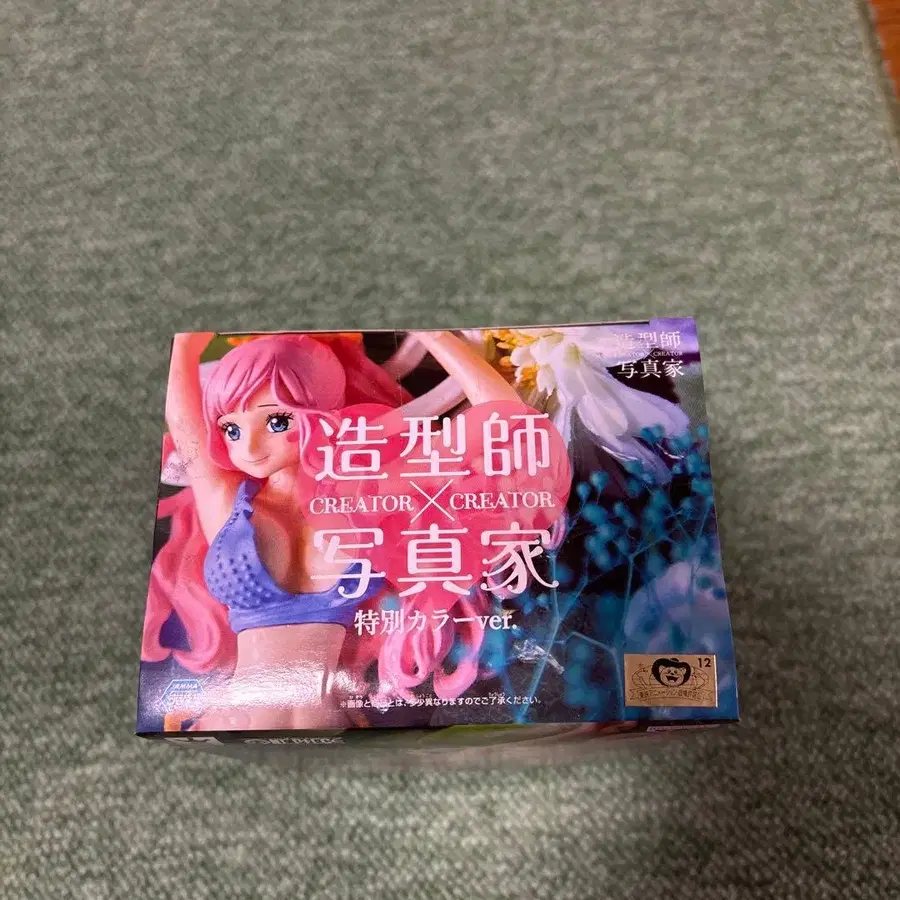 造型師
CREATOR×CREATOR
写真家
造型師
CREATOR×CREATOR
写真家
特別カラーver.
12
※画像と商品とは、多少異なりますのでご了承ください。